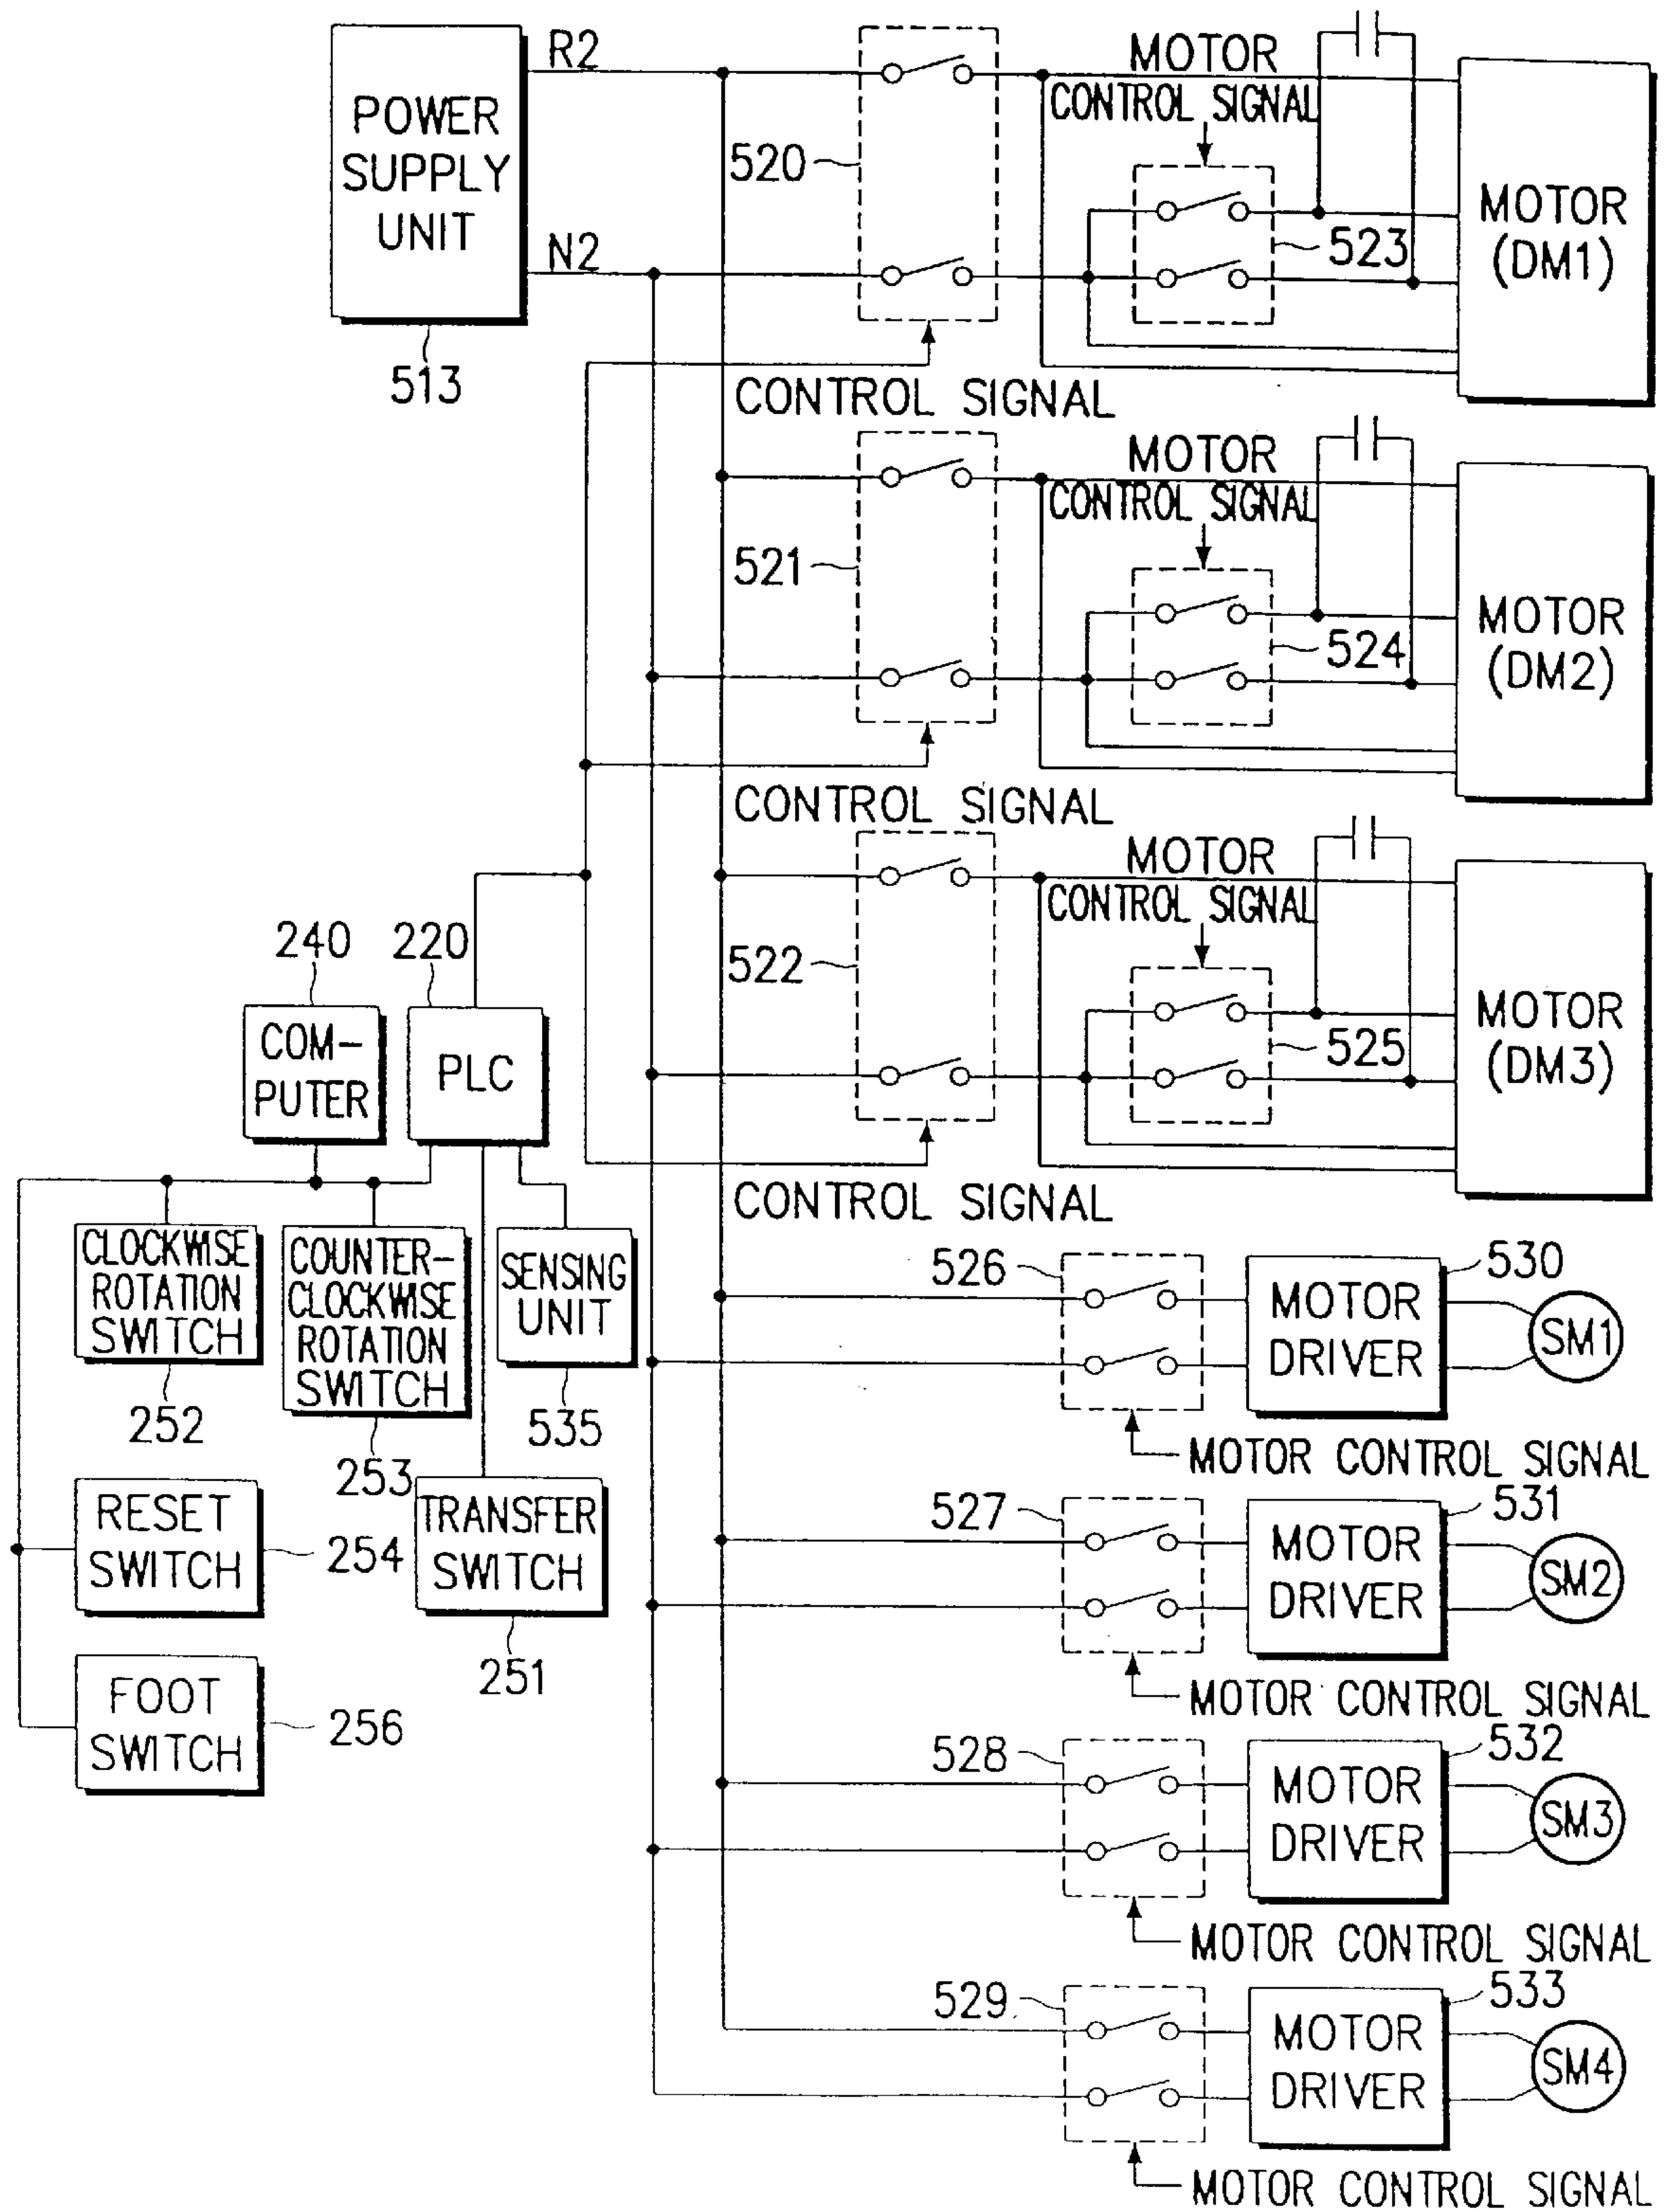 POWER
SUPPLY
UNIT
513
R2
N2
520
CONTROL SIGNAL
MOTOR
CONTROL SIGNAL
523
MOTOR
(DM1)
521
CONTROL SIGNAL
MOTOR
CONTROL SIGNAL
524
MOTOR
(DM2)
522
CONTROL SIGNAL
MOTOR
CONTROL SIGNAL
525
MOTOR
(DM3)
240
COM-
PUTER
220
PLC
CLOCKWISE
ROTATION
SWITCH
252
COUNTER-
CLOCKWISE
ROTATION
SWITCH
253
SENSING
UNIT
535
RESET
SWITCH
254
TRANSFER
SWITCH
251
FOOT
SWITCH
256
526
MOTOR
DRIVER
530
SM1
MOTOR CONTROL SIGNAL
527
MOTOR
DRIVER
531
SM2
MOTOR CONTROL SIGNAL
528
MOTOR
DRIVER
532
SM3
MOTOR CONTROL SIGNAL
529
MOTOR
DRIVER
533
SM4
MOTOR CONTROL SIGNAL